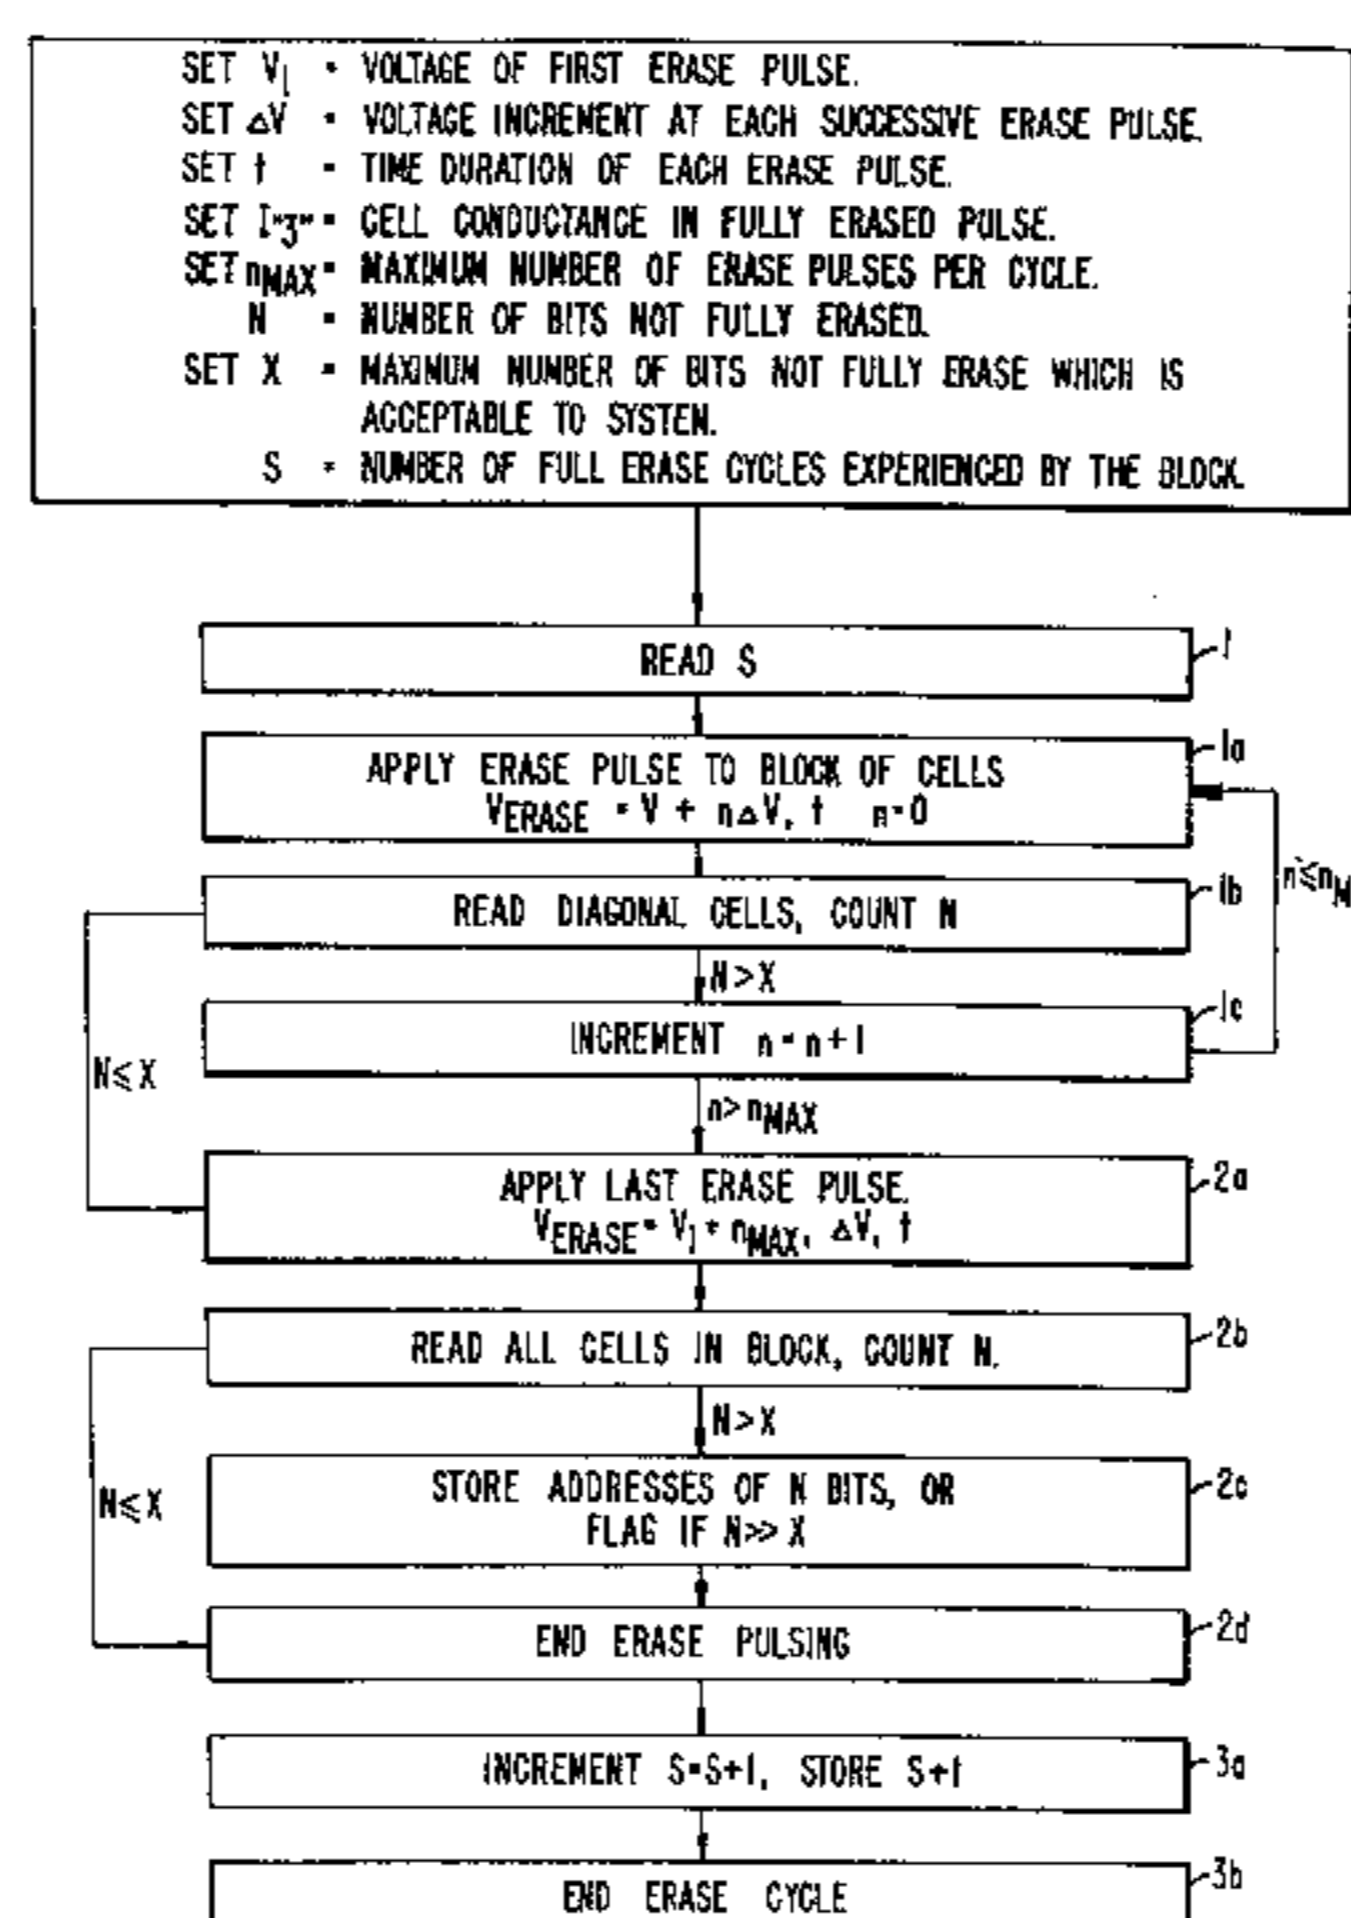 SET V1 = VOLTAGE OF FIRST ERASE PULSE.
SET ΔV = VOLTAGE INCREMENT AT EACH SUCCESSIVE ERASE PULSE.
SET t = TIME DURATION OF EACH ERASE PULSE.
SET I"3" = CELL CONDUCTANCE IN FULLY ERASED PULSE.
SET nMAX = MAXIMUM NUMBER OF ERASE PULSES PER CYCLE.
N = NUMBER OF BITS NOT FULLY ERASED.
SET X = MAXIMUM NUMBER OF BITS NOT FULLY ERASE WHICH IS
ACCEPTABLE TO SYSTEM.
S = NUMBER OF FULL ERASE CYCLES EXPERIENCED BY THE BLOCK.
READ S
1
APPLY ERASE PULSE TO BLOCK OF CELLS
VERASE = V + nΔV, t n=0
1a
n≤nM
READ DIAGONAL CELLS, COUNT N
1b
N>X
INCREMENT n=n+1
1c
N≤X
n>nMAX
APPLY LAST ERASE PULSE.
VERASE = V1+ nMAX, ΔV, t
2a
READ ALL CELLS IN BLOCK, COUNT N.
2b
N>X
STORE ADDRESSES OF N BITS, OR
FLAG IF N>>X
2c
N≤X
END ERASE PULSING
2d
INCREMENT S=S+1, STORE S+1
3a
END ERASE CYCLE
3b